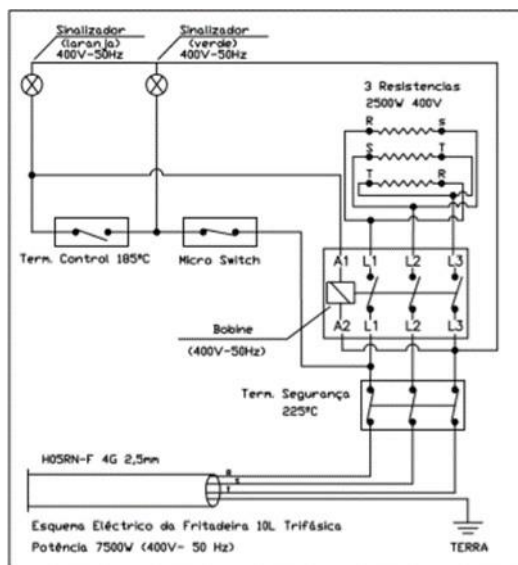 Sinalizador
(laranja)
400V-50Hz
Sinalizador
(verde)
400V-50Hz
3 Resistencias
2500W 400V
R s
S T
T R
Term. Control 185ºC
Micro Switch
A1 L1 L2 L3
A2 L1 L2 L3
Bobine
(400V-50Hz)
Term. Segurança
225ºC
H05RN-F 4G 2,5mm
R
S
T
Esquema Eléctrico da Fritadeira 10L Trifásica
Potência 7500W (400V- 50 Hz)
TERRA